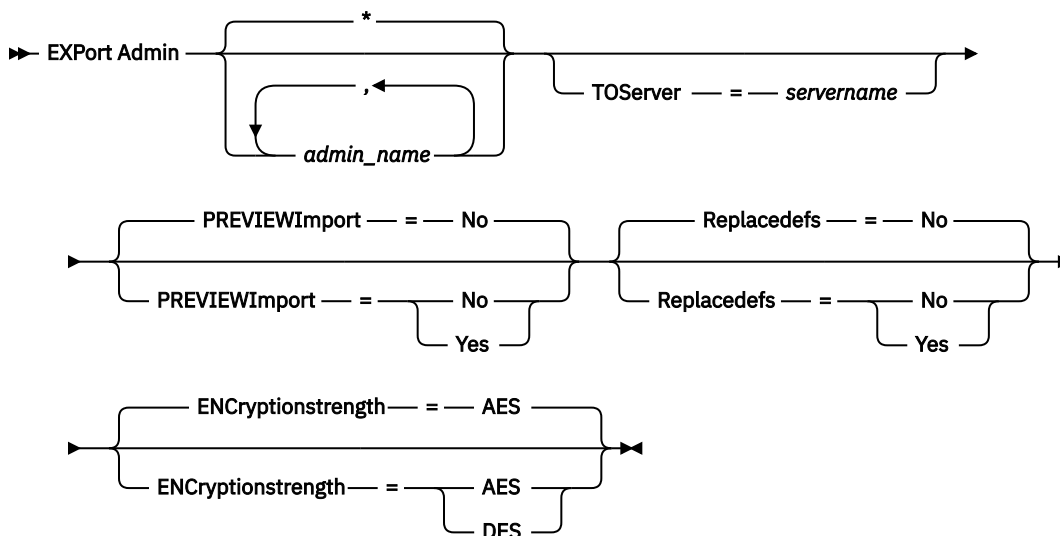 *
EXPort Admin
,
TOServer = servername
admin_name
PREVIEWImport = No
Replacedefs = No
PREVIEWImport = No
Replacedefs = No
Yes
Yes
ENCryptionstrength = AES
ENCryptionstrength = AES
DES